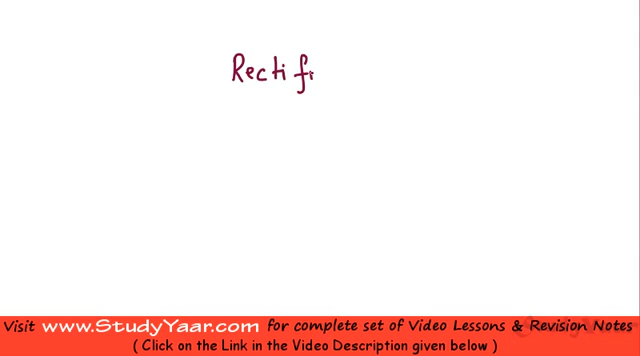 Rectifi
Visit www.StudyYaar.com for complete set of Video Lessons & Revision Notes
( Click on the Link in the Video Description given below )